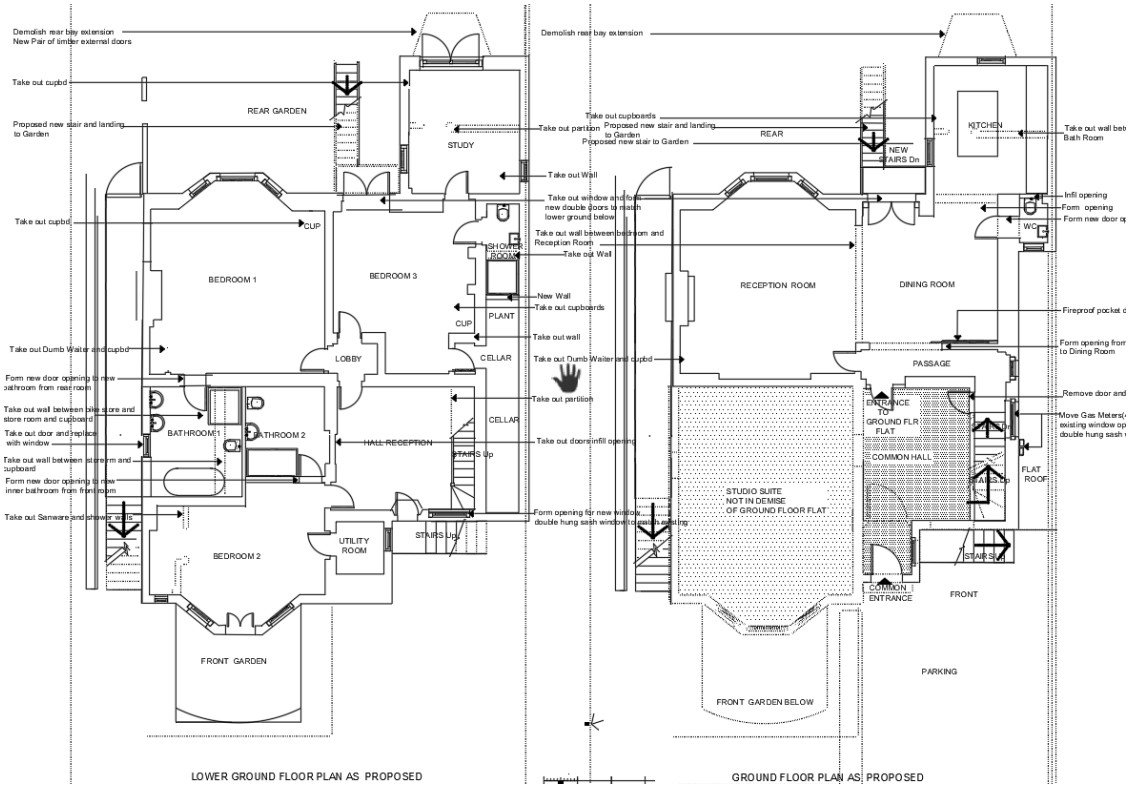 Demolish rear bay extension
New Pair of timber external doors
Take out cupbd
REAR GARDEN
Proposed new stair and landing
to Garden
Take out partition
STUDY
Take Out Wall
Take out window and form
new double doors to match
lower ground below
Take out cupbd
CUP
SHOWER
ROOM
Take out Wall
BEDROOM 1
BEDROOM 3
New Wall
Take out cupboards
PLANT
CUP
Take out wall
Take out Dumb Waiter and cupbd
LOBBY
CELLAR
Form new door opening to new
bathroom from rear room
Take out partition
Take out wall between bike store and
store room and cupboard
CELLAR
Take out door and replace
with window
BATHROOM 1
BATHROOM 2
HALL RECEPTION
Take out doors infill opening
STAIRS Up
Take out wall between store rm and
cupboard
Form new door opening to new
inner bathroom from front room
Take out Sanware and shower walls
Form opening for new window
double hung sash window to match existing
STAIRS Up
UTILITY
ROOM
BEDROOM 2
FRONT GARDEN
LOWER GROUND FLOOR PLAN AS PROPOSED
Demolish rear bay extension
Take out cupboards
Proposed new stair and landing
to Garden
Proposed new stair to Garden
REAR
KITCHEN
Take out wall
Bath Room
NEW
STAIRS Dn
Infil opening
Form opening
Form new door
WC
Take out wall between bedroom and
Reception Room
RECEPTION ROOM
DINING ROOM
Fireproof pocket
Form opening from
to Dining Room
Take out Dumb Waiter and cupbd
PASSAGE
Remove door and
ENTRANCE
TO
GROUND FLR
FLAT
Move Gas Meters
existing window
double hung sash
COMMON HALL
FLAT
ROOF
STAIRS Up
STUDIO SUITE
NOT IN DEMISE
OF GROUND FLOOR FLAT
STAIRS Up
COMMON
ENTRANCE
FRONT
PARKING
FRONT GARDEN BELOW
GROUND FLOOR PLAN AS PROPOSED